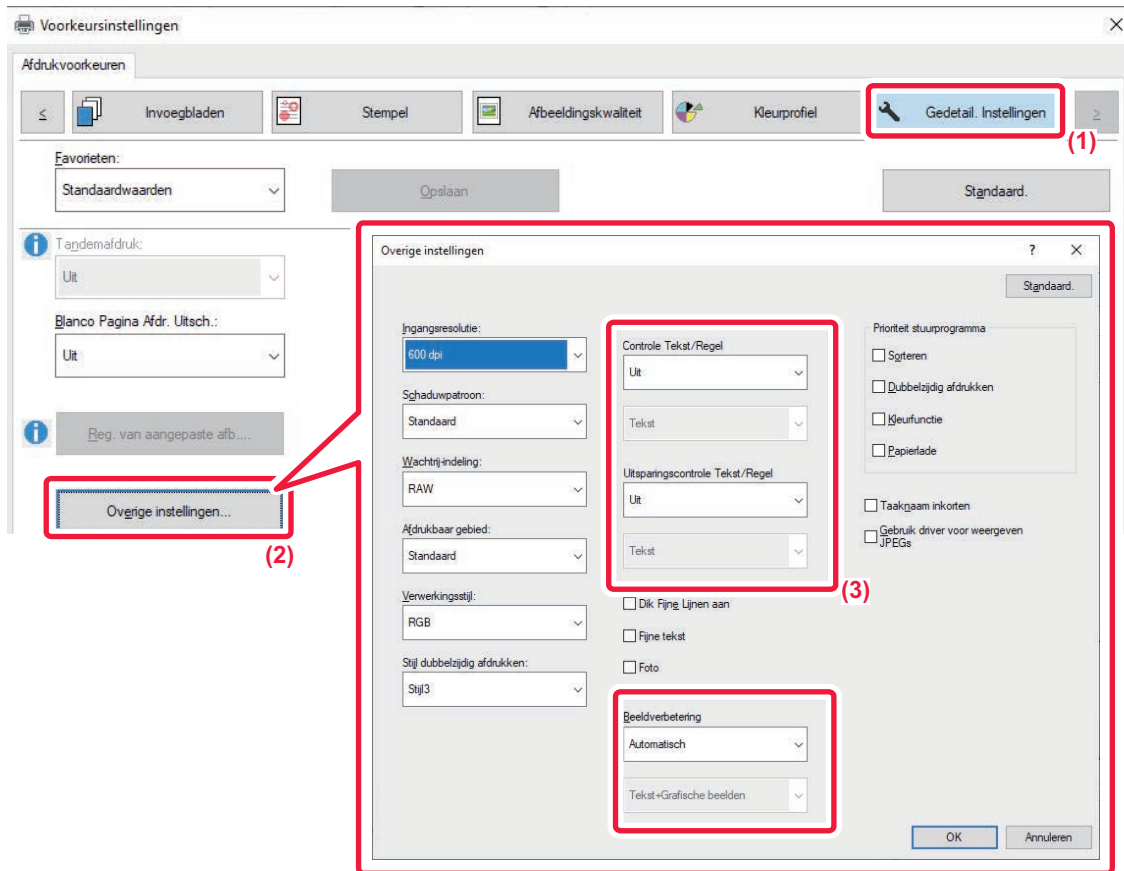 Voorkeursinstellingen
Afdrukvoorkeuren
<
Invoegbladen
Stempel
Afbeeldingskwaliteit
Kleurprofiel
Gedetail. Instellingen
>
(1)
Favorieten:
Standaardwaarden
Opslaan
Standaard.
Tandemafdruk:
Uit
Blanco Pagina Afdr. Uitsch.:
Uit
Reg. van aangepaste afb....
Overige instellingen...
(2)
Overige instellingen
?
Standaard.
Ingangsresolutie:
600 dpi
Schaduwpatroon:
Standaard
Wachtrij-indeling:
RAW
Afdrukbaar gebied:
Standaard
Verwerkingsstijl:
RGB
Stijl dubbelzijdig afdrukken:
Stijl3
Controle Tekst/Regel
Uit
Tekst
Uitsparingscontrole Tekst/Regel
Uit
Tekst
(3)
Dik Fijne Lijnen aan
Fijne tekst
Foto
Beeldverbetering
Automatisch
Tekst+Grafische beelden
Prioriteit stuurprogramma
Sorteren
Dubbelzijdig afdrukken
Kleurfunctie
Papierlade
Taaknaam inkorten
Gebruik driver voor weergeven
JPEGs
OK
Annuleren